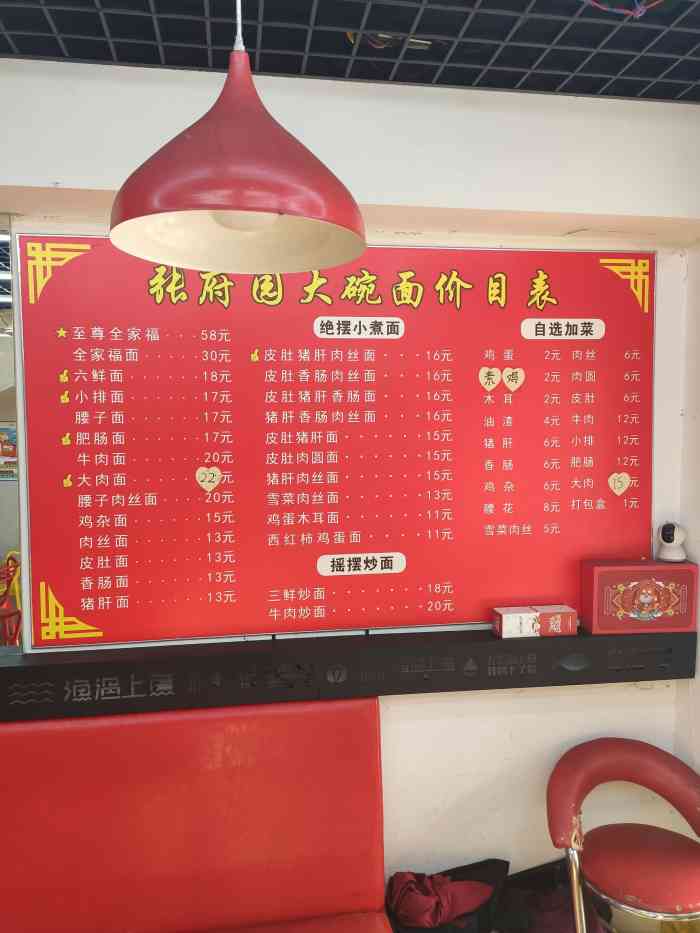 张府园大碗面价目表
至尊全家福···58元
全家福面·····30元
六鲜面······18元
小排面······17元
腰子面······17元
肥肠面······17元
牛肉面······20元
大肉面······22元
腰子肉丝面···20元
鸡杂面······15元
肉丝面······13元
皮肚面······13元
香肠面······13元
猪肝面······13元
绝摆小煮面
皮肚猪肝肉丝面···16元
皮肚香肠肉丝面···16元
皮肚猪肝香肠面···16元
猪肝香肠肉丝面···16元
皮肚猪肝面······15元
皮肚肉圆面······15元
猪肝肉丝面······15元
雪菜肉丝面······13元
鸡蛋木耳面······11元
西红柿鸡蛋面····11元
摇摆炒面
三鲜炒面·······18元
牛肉炒面·······20元
自选加菜
鸡蛋 2元 肉丝 6元
素鸡 2元 肉圆 6元
木耳 2元 皮肚 6元
油渣 4元 牛肉 12元
猪肝 6元 小排 12元
香肠 6元 肥肠 12元
鸡杂 6元 大肉 15元
腰花 8元 打包盒 1元
雪菜肉丝 5元